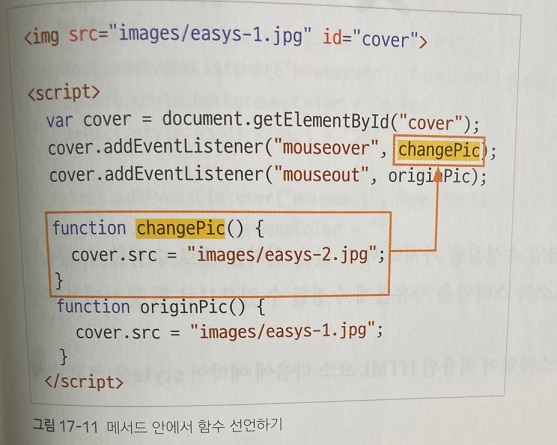 <img src="images/easys-1.jpg" id="cover">
<script>
var cover = document.getElementById("cover");
cover.addEventListener("mouseover", changePic);
cover.addEventListener("mouseout", originPic);
function changePic() {
cover.src = "images/easys-2.jpg";
}
function originPic() {
cover.src = "images/easys-1.jpg";
}
</script>
그림 17-11 메서드 안에서 함수 선언하기